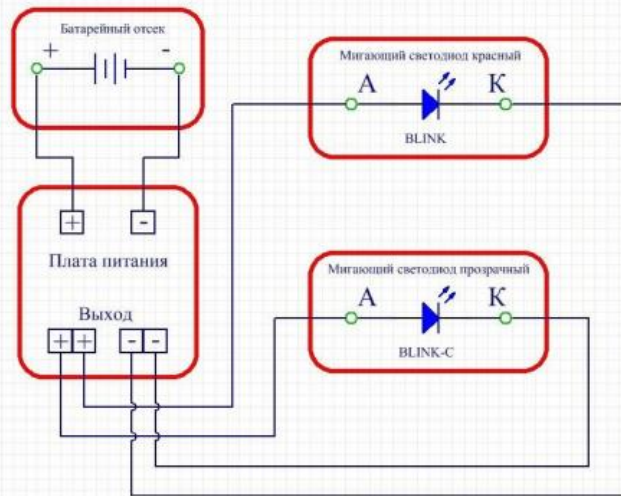 Батарейный отсек
+ -
+ -
Плата питания
Выход
+ + - -
Мигающий светодиод красный
А К
BLINK
Мигающий светодиод прозрачный
А К
BLINK-C